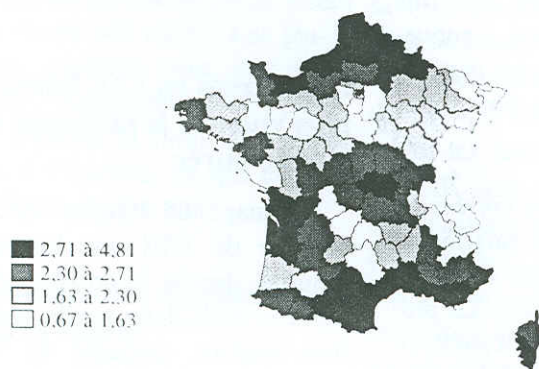 2,71 à 4,81
2,30 à 2,71
1,63 à 2,30
0,67 à 1,63